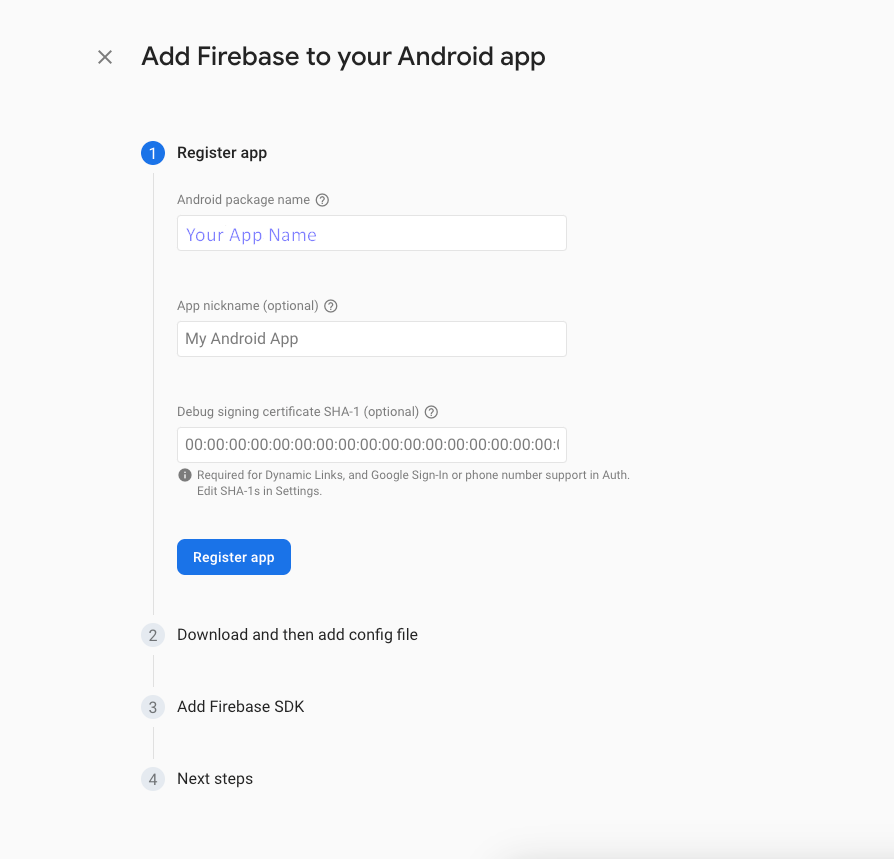 Add Firebase to your Android app
1 Register app
Android package name
Your App Name
App nickname (optional)
My Android App
Debug signing certificate SHA-1 (optional)
00:00:00:00:00:00:00:00:00:00:00:00:00:00:00:00:00:
Required for Dynamic Links, and Google Sign-In or phone number support in Auth.
Edit SHA-1s in Settings.
Register app
2 Download and then add config file
3 Add Firebase SDK
4 Next steps